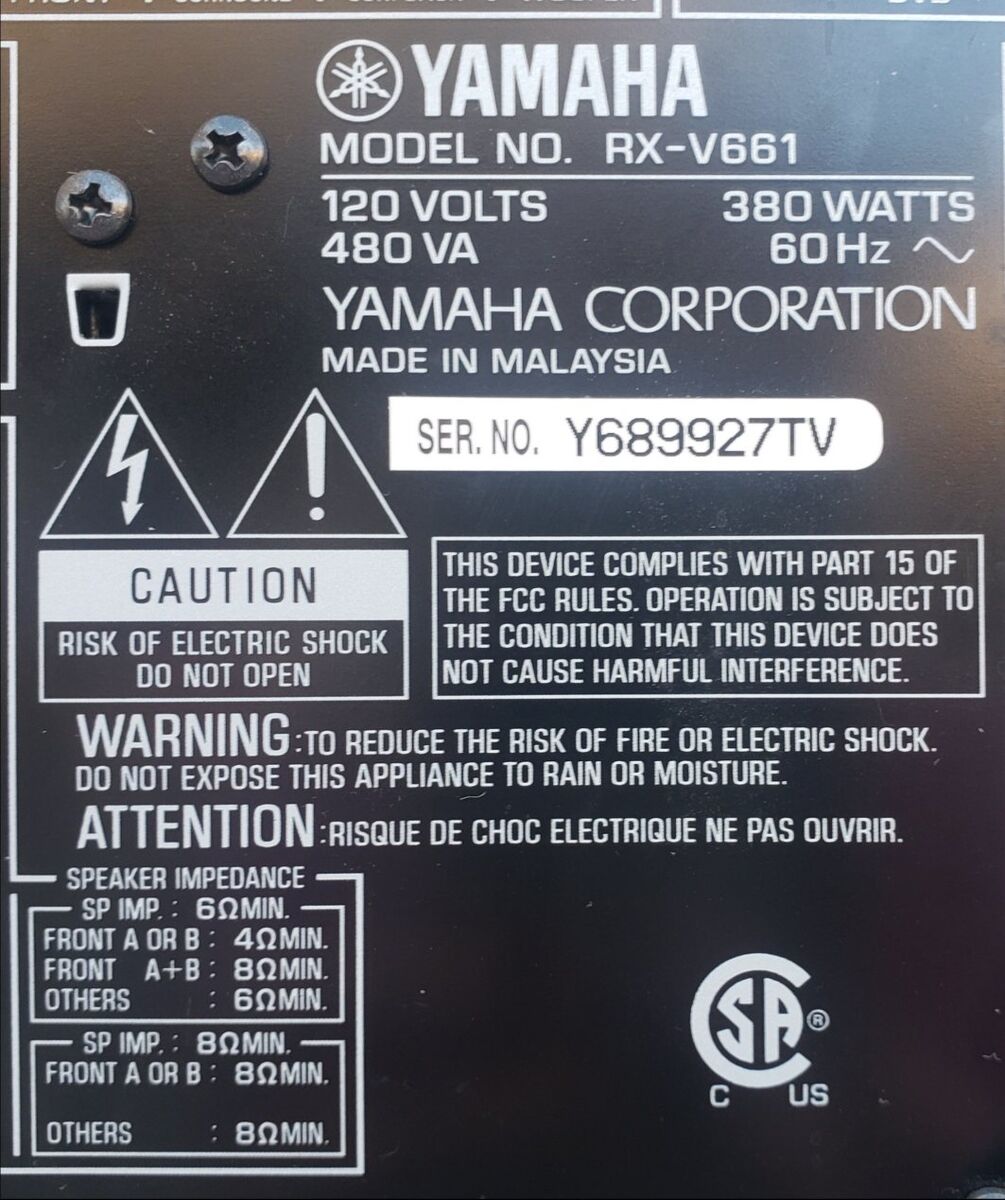 YAMAHA
MODEL NO. RX-V661
120 VOLTS 380 WATTS
480 VA 60 Hz
YAMAHA CORPORATION
MADE IN MALAYSIA
SER. NO. Y689927TV
CAUTION
RISK OF ELECTRIC SHOCK
DO NOT OPEN
THIS DEVICE COMPLIES WITH PART 15 OF
THE FCC RULES. OPERATION IS SUBJECT TO
THE CONDITION THAT THIS DEVICE DOES
NOT CAUSE HARMFUL INTERFERENCE.
WARNING :TO REDUCE THE RISK OF FIRE OR ELECTRIC SHOCK.
DO NOT EXPOSE THIS APPLIANCE TO RAIN OR MOISTURE.
ATTENTION :RISQUE DE CHOC ELECTRIQUE NE PAS OUVRIR.
SPEAKER IMPEDANCE
SP IMP. : 6ΩMIN.
FRONT A OR B : 4ΩMIN.
FRONT A+B : 8ΩMIN.
OTHERS : 6ΩMIN.
SP IMP. : 8ΩMIN.
FRONT A OR B : 8ΩMIN.
OTHERS : 8ΩMIN.
CSA®
C US